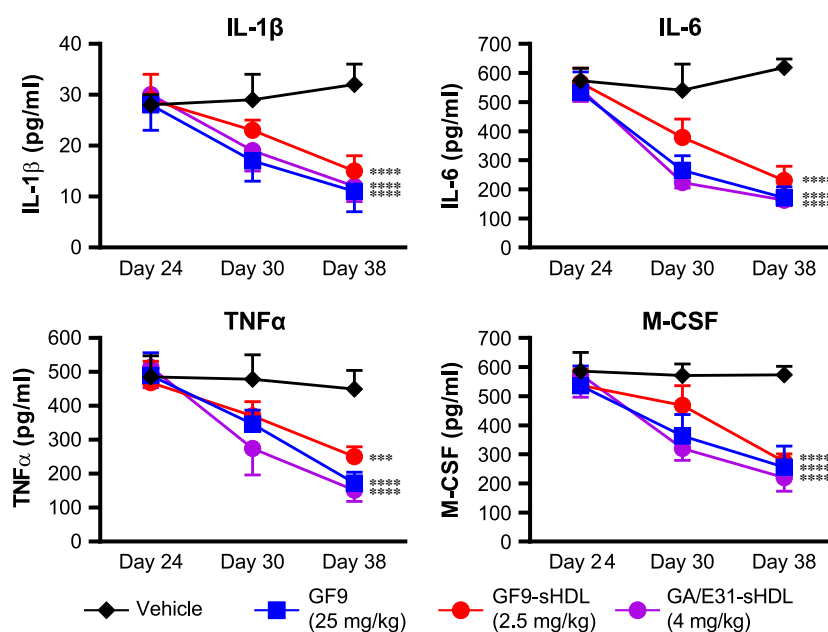 IL-1β
IL-1β (pg/ml)
40
30
20
10
0
Day 24 Day 30 Day 38
****
****
****
IL-6
IL-6 (pg/ml)
700
600
500
400
300
200
100
0
Day 24 Day 30 Day 38
****
****
****
TNFα
TNFα (pg/ml)
600
500
400
300
200
100
0
Day 24 Day 30 Day 38
***
****
****
M-CSF
M-CSF (pg/ml)
700
600
500
400
300
200
100
0
Day 24 Day 30 Day 38
****
****
****
Vehicle
GF9
(25 mg/kg)
GF9-sHDL
(2.5 mg/kg)
GA/E31-sHDL
(4 mg/kg)